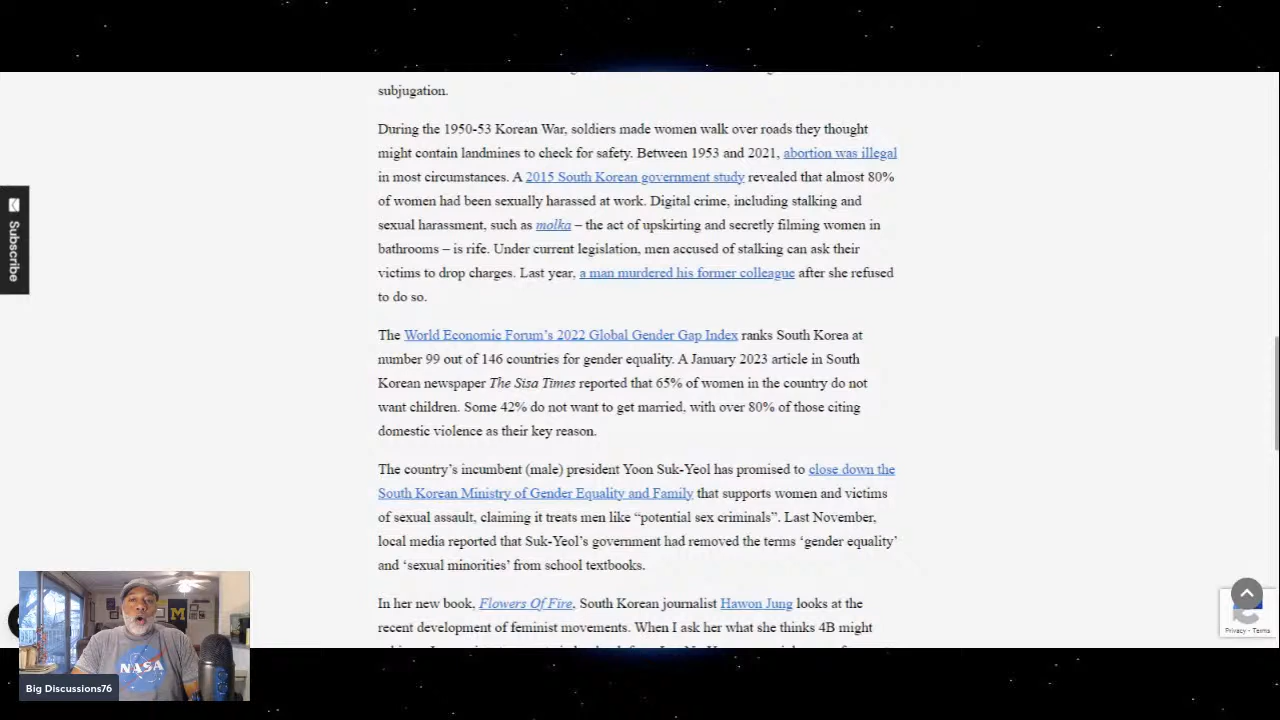 subjugation.
During the 1950-53 Korean War, soldiers made women walk over roads they thought
might contain landmines to check for safety. Between 1953 and 2021, abortion was illegal
in most circumstances. A 2015 South Korean government study revealed that almost 80%
of women had been sexually harassed at work. Digital crime, including stalking and
sexual harassment, such as molka – the act of upskirting and secretly filming women in
bathrooms – is rife. Under current legislation, men accused of stalking can ask their
victims to drop charges. Last year, a man murdered his former colleague after she refused
to do so.
The World Economic Forum’s 2022 Global Gender Gap Index ranks South Korea at
number 99 out of 146 countries for gender equality. A January 2023 article in South
Korean newspaper The Sisa Times reported that 65% of women in the country do not
want children. Some 42% do not want to get married, with over 80% of those citing
domestic violence as their key reason.
The country’s incumbent (male) president Yoon Suk-Yeol has promised to close down the
South Korean Ministry of Gender Equality and Family that supports women and victims
of sexual assault, claiming it treats men like “potential sex criminals”. Last November,
local media reported that Suk-Yeol’s government had removed the terms ‘gender equality’
and ‘sexual minorities’ from school textbooks.
In her new book, Flowers Of Fire, South Korean journalist Hawon Jung looks at the
recent development of feminist movements. When I ask her what she thinks 4B might
Subscribe
Privacy - Terms
M
NASA
Big Discussions76